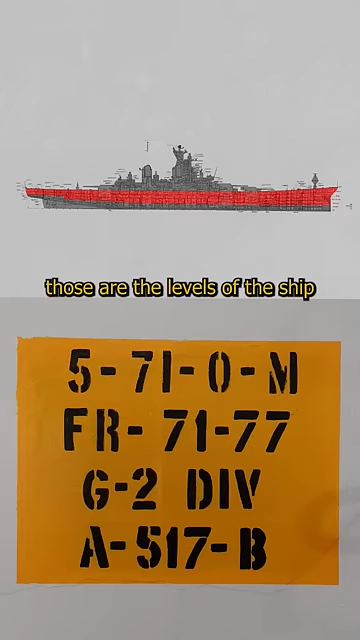 those are the levels of the ship
5-71-0-M
FR-71-77
G-2 DIV
A-517-B